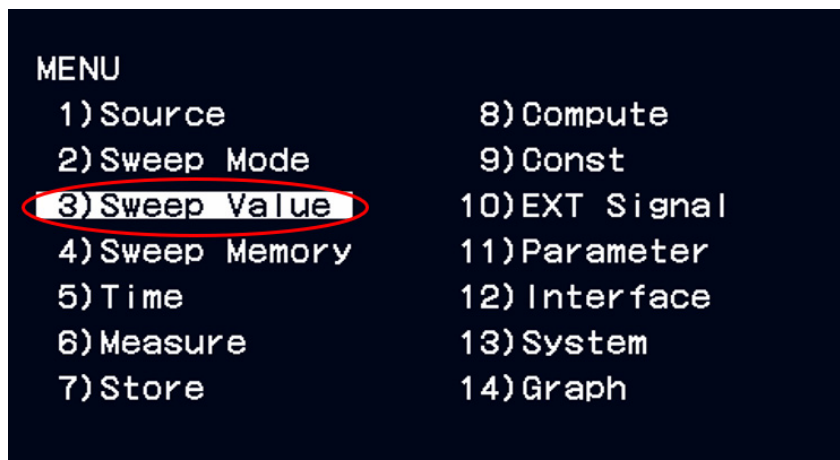 MENU
1)Source
2)Sweep Mode
3)Sweep Value
4)Sweep Memory
5)Time
6)Measure
7)Store
8)Compute
9)Const
10)EXT Signal
11)Parameter
12)Interface
13)System
14)Graph